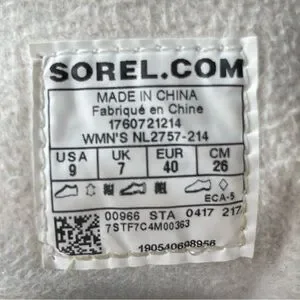 SOREL.COM
MADE IN CHINA
Fabriqué en Chine
1760721214
WMN'S NL2757-214
USA UK EUR CM
9 7 40 26
ECA-5
00966 STA 0417 217
7STF7C4M00363
190540698956